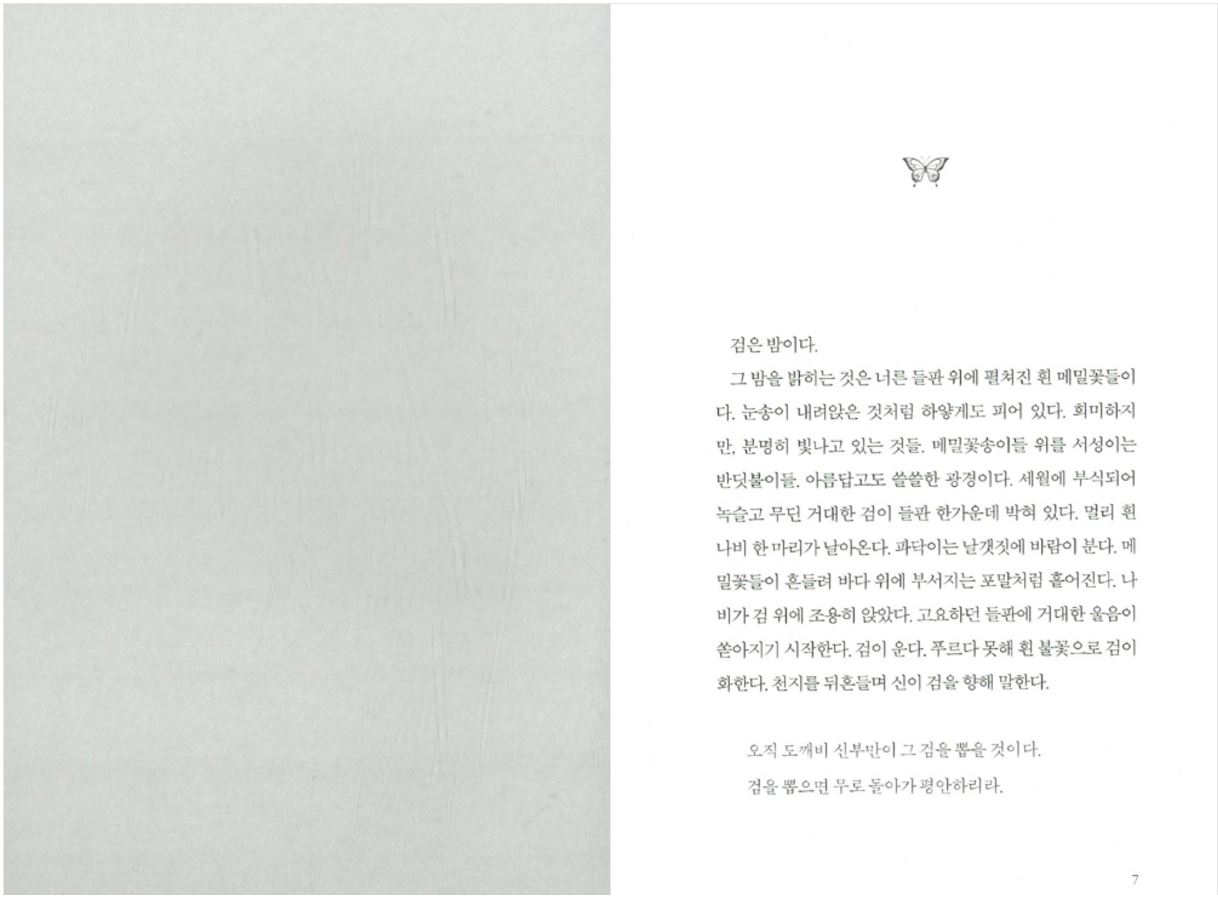 검은 밤이다.
그 밤을 밝히는 것은 너른 들판 위에 펼쳐진 흰 메밀꽃들이
다. 눈송이 내려앉은 것처럼 하얗게도 피어 있다. 희미하지
만, 분명히 빛나고 있는 것들. 메밀꽃송이들 위를 서성이는
반딧불이들. 아름답고도 쓸쓸한 광경이다. 세월에 부식되어
녹슬고 무딘 거대한 검이 들판 한가운데 박혀 있다. 멀리 흰
나비 한 마리가 날아온다. 파닥이는 날갯짓에 바람이 분다. 메
밀꽃들이 흔들려 바다 위에 부서지는 포말처럼 흩어진다. 나
비가 검 위에 조용히 앉았다. 고요하던 들판에 거대한 울음이
쏟아지기 시작한다. 검이 운다. 푸르다 못해 흰 불꽃으로 검이
화한다. 천지를 뒤흔들며 신이 검을 향해 말한다.
오직 도깨비 신부만이 그 검을 뽑을 것이다.
검을 뽑으면 무로 돌아가 평안하리라.
7